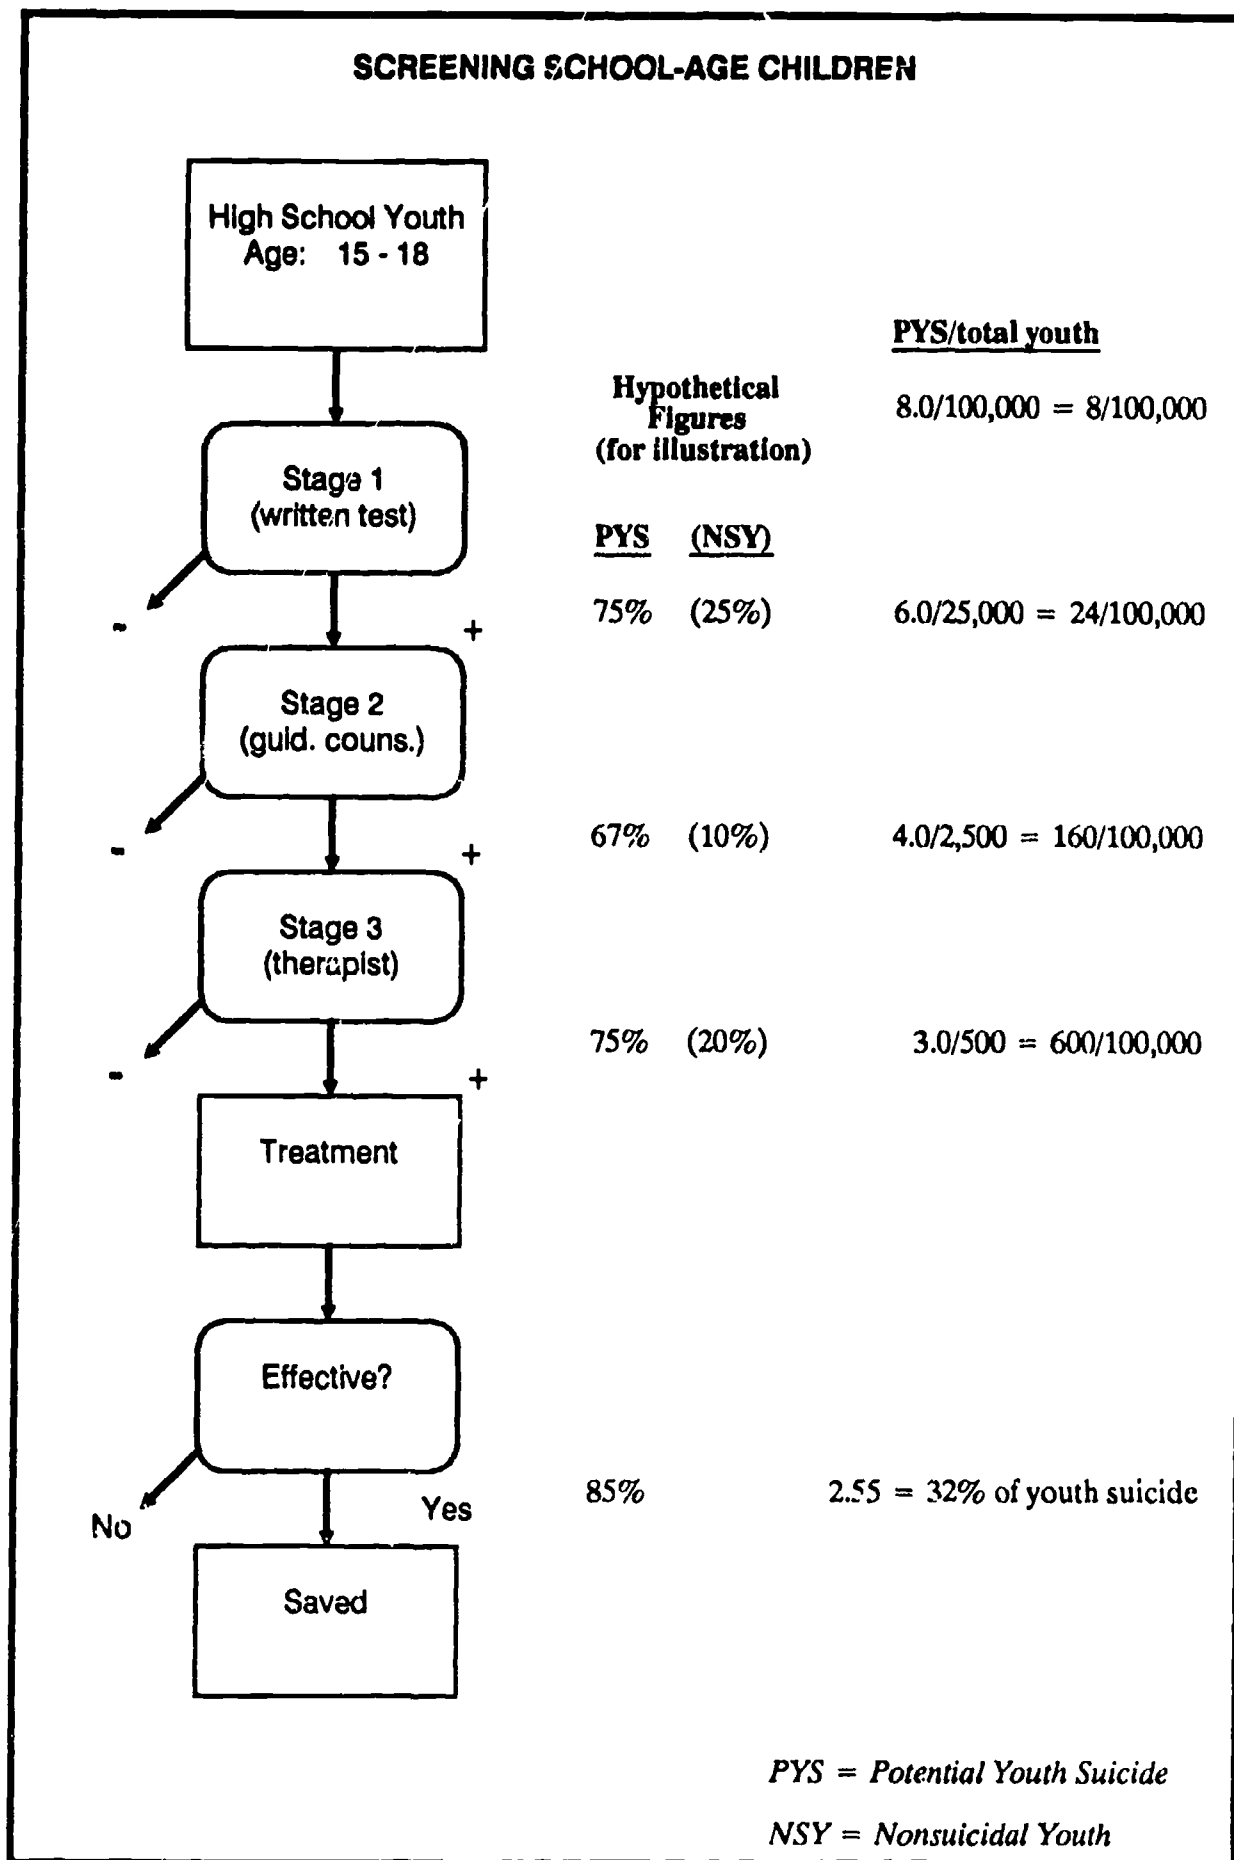 SCREENING SCHOOL-AGE CHILDREN
High School Youth
Age: 15 - 18
PYS/total youth
Hypothetical
Figures
(for illustration)
8.0/100,000 = 8/100,000
Stage 1
(written test)
PYS (NSY)
- +
75% (25%) 6.0/25,000 = 24/100,000
Stage 2
(guid. couns.)
- +
67% (10%) 4.0/2,500 = 160/100,000
Stage 3
(therapist)
- +
75% (20%) 3.0/500 = 600/100,000
Treatment
Effective?
No Yes
85% 2.55 = 32% of youth suicide
Saved
PYS = Potential Youth Suicide
NSY = Nonsuicidal Youth